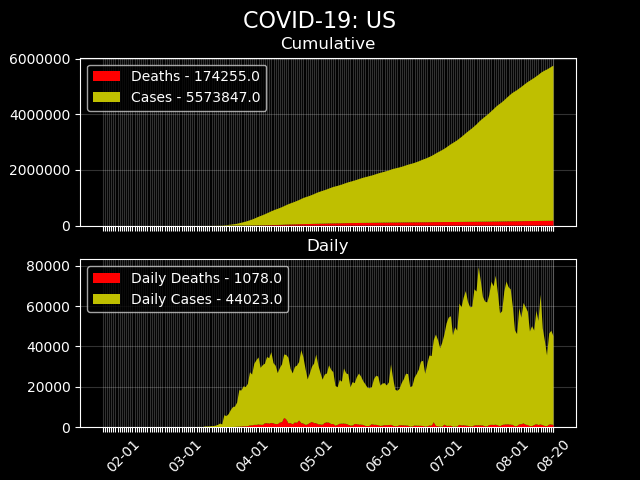 COVID-19: US
Cumulative
6000000
4000000
2000000
0
Deaths - 174255.0
Cases - 5573847.0
Daily
80000
60000
40000
20000
0
Daily Deaths - 1078.0
Daily Cases - 44023.0
02-01
03-01
04-01
05-01
06-01
07-01
08-01
08-20